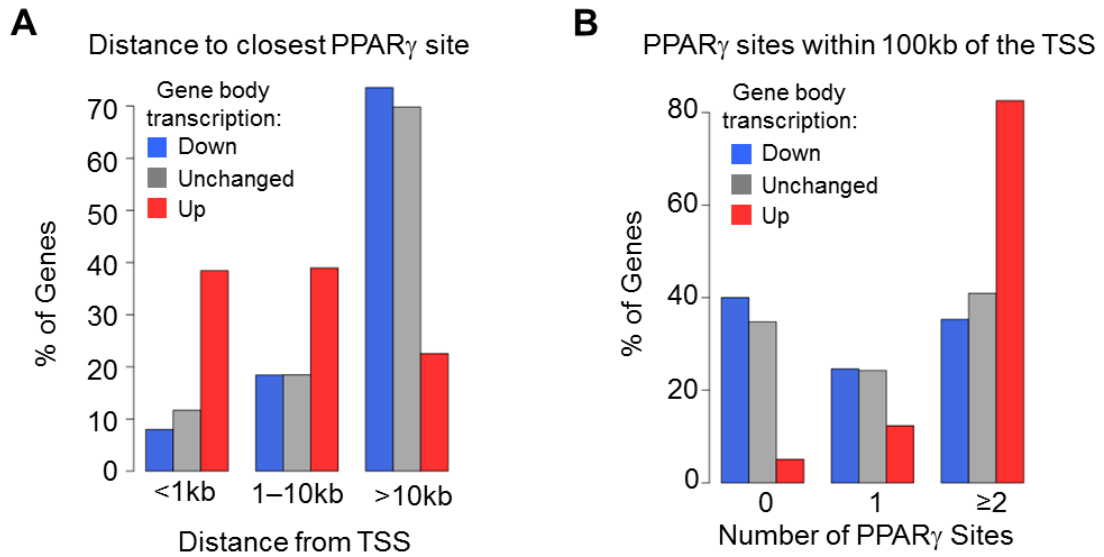 A
Distance to closest PPARγ site
Gene body
transcription:
Down
Unchanged
Up
% of Genes
70
60
50
40
30
20
10
0
<1kb
1–10kb
>10kb
Distance from TSS
B
PPARγ sites within 100kb of the TSS
Gene body
transcription:
Down
Unchanged
Up
% of Genes
80
60
40
20
0
0
1
≥2
Number of PPARγ Sites